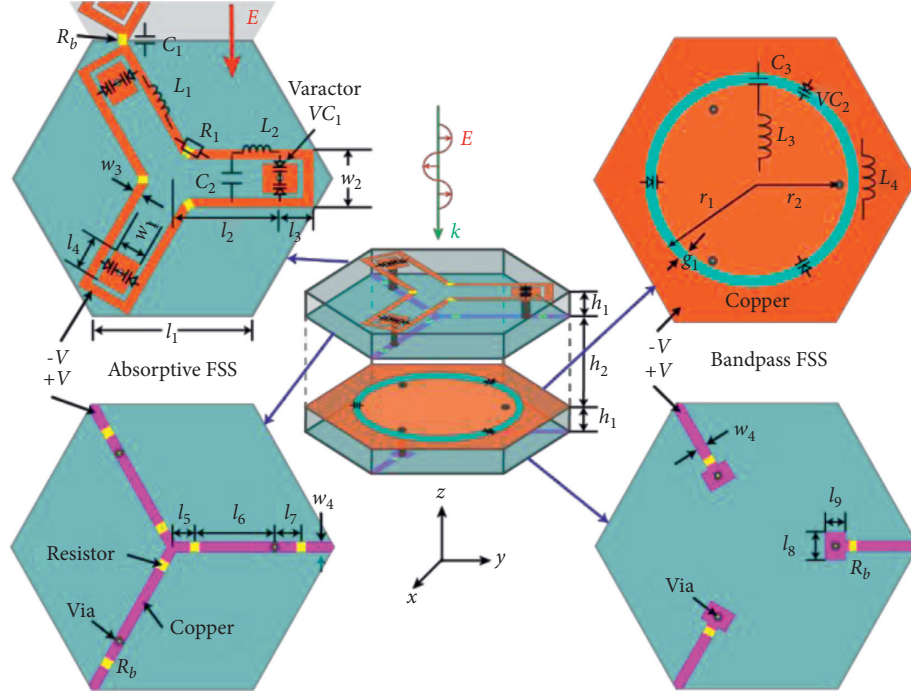 R_b
C_1
E
L_1
R_1
L_2
Varactor
VC_1
w_3
C_2
w_2
l_4
w_1
l_2
l_3
l_1
-V
+V
Absorptive FSS
E
k
h_1
h_2
h_1
z
y
x
C_3
VC_2
L_3
L_4
r_1
r_2
g_1
Copper
-V
+V
Bandpass FSS
l_5
l_6
l_7
w_4
Resistor
Via
Copper
R_b
w_4
l_9
l_8
R_b
Via